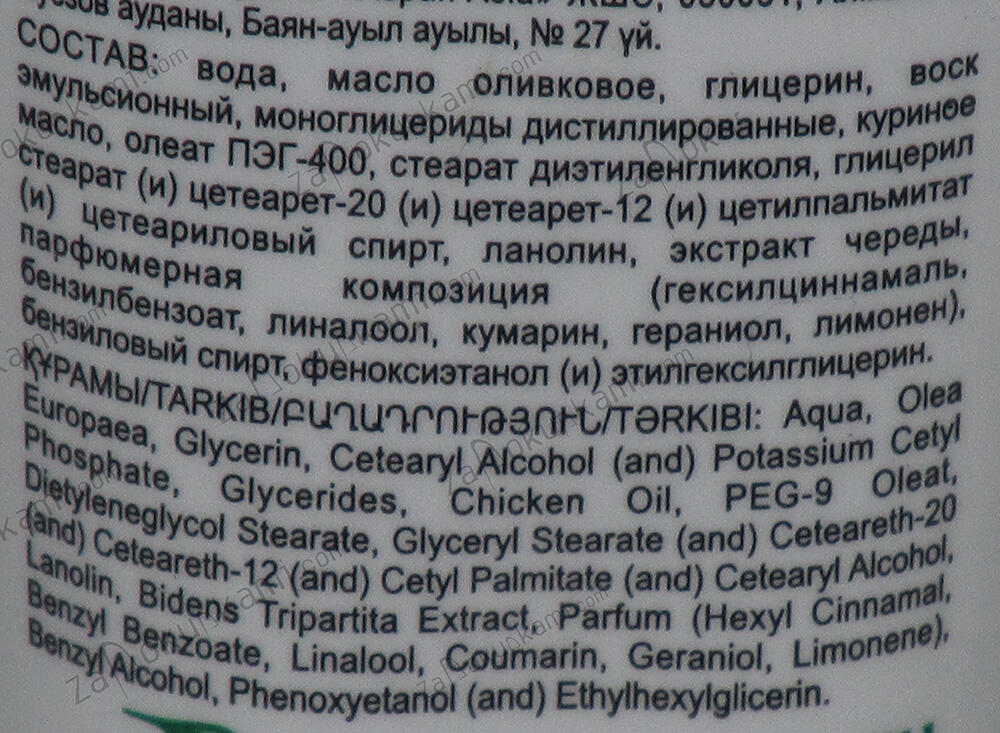 ауданы, Баян-ауыл ауылы, № 27 үй.
СОСТАВ: вода, масло оливковое, глицерин, воск
эмульсионный, моноглицериды дистиллированные, куриное
масло, олеат ПЭГ-400, стеарат диэтиленгликоля, глицерил
стеарат (и) цетеарет-20 (и) цетеарет-12 (и) цетилпальмитат
(и) цетеариловый спирт, ланолин, экстракт череды,
парфюмерная композиция (гексилциннамаль,
бензилбензоат, линалоол, кумарин, гераниол, лимонен),
бензиловый спирт, феноксиэтанол (и) этилгексилглицерин.
ҚҰРАМЫ/TARKIB/ԲԱՂԱԴՐՈՒԹՅՈՒՆ/TƏRKIBI: Aqua, Olea
Europaea, Glycerin, Cetearyl Alcohol (and) Potassium Cetyl
Phosphate, Glycerides, Chicken Oil, PEG-9 Oleat,
Dietyleneglycol Stearate, Glyceryl Stearate (and) Ceteareth-20
(and) Ceteareth-12 (and) Cetyl Palmitate (and) Cetearyl Alcohol,
Lanolin, Bidens Tripartita Extract, Parfum (Hexyl Cinnamal,
Benzyl Benzoate, Linalool, Coumarin, Geraniol, Limonene),
Benzyl Alcohol, Phenoxyetanol (and) Ethylhexylglicerin.